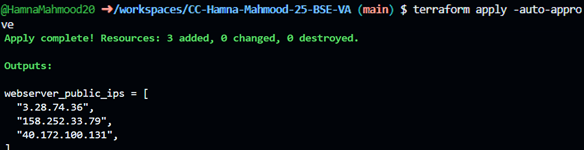 @HamnaMahmood20 ➜/workspaces/CC-Hamna-Mahmood-25-BSE-VA (main) $ terraform apply -auto-appro
ve
Apply complete! Resources: 3 added, 0 changed, 0 destroyed.
Outputs:
webserver_public_ips = [
"3.28.74.36",
"158.252.33.79",
"40.172.100.131",
]